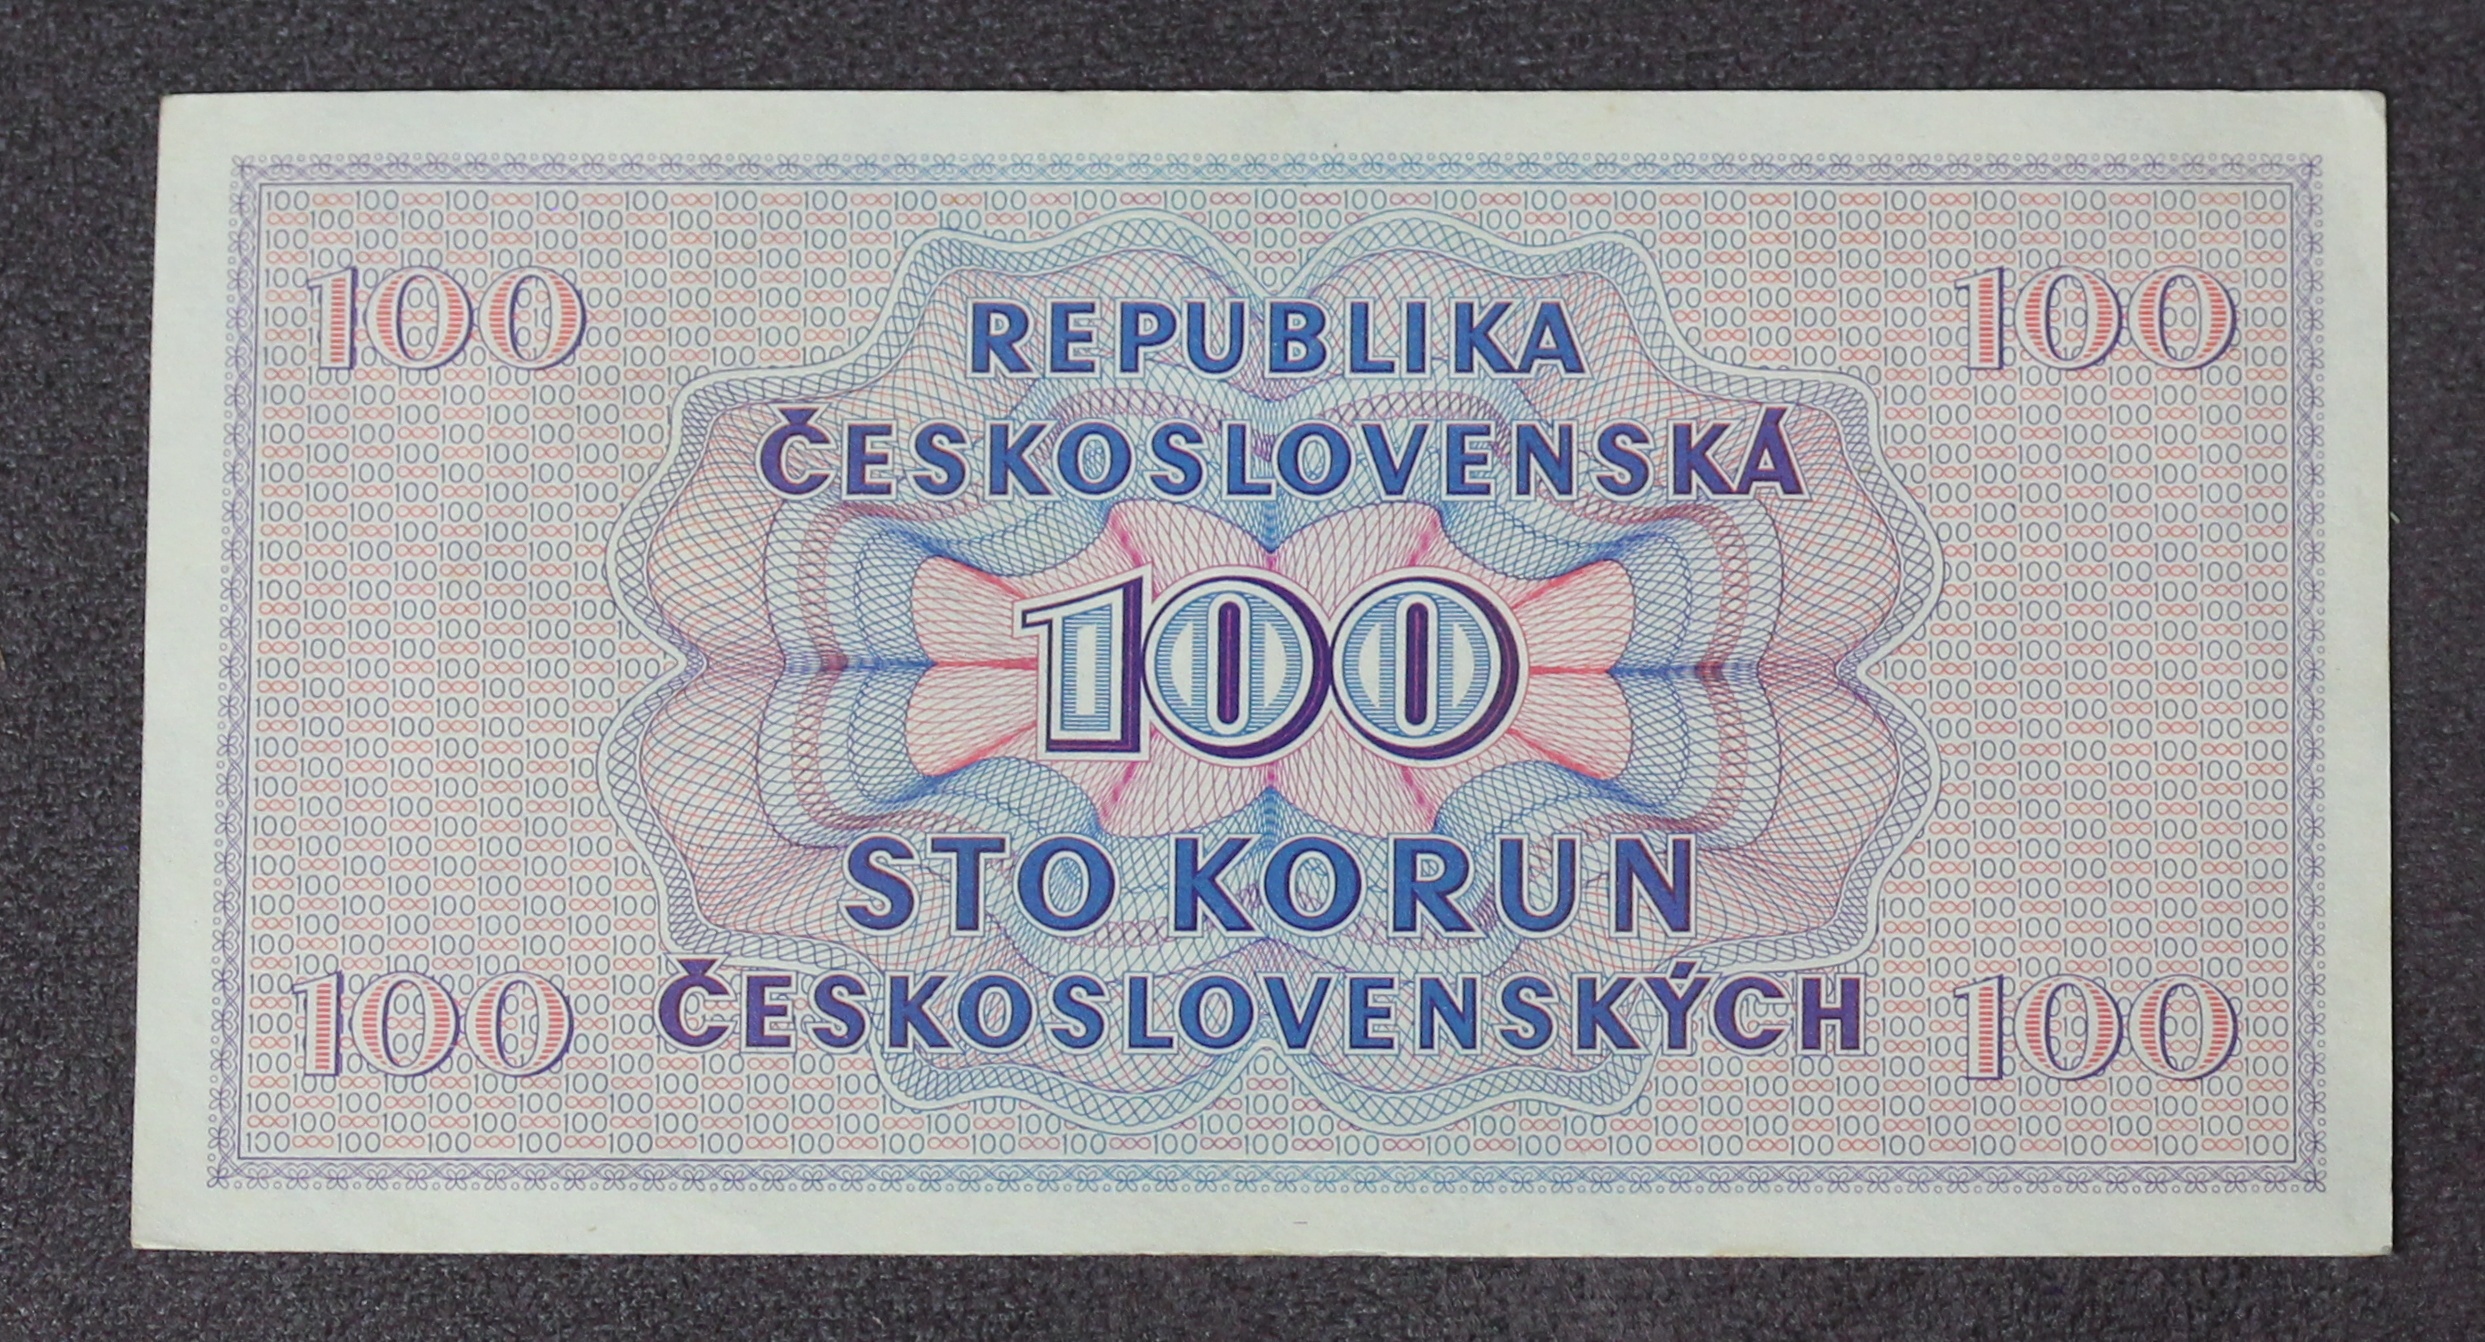 100 100
REPUBLIKA
ČESKOSLOVENSKÁ
100
STO KORUN
ČESKOSLOVENSKÝCH
100 100